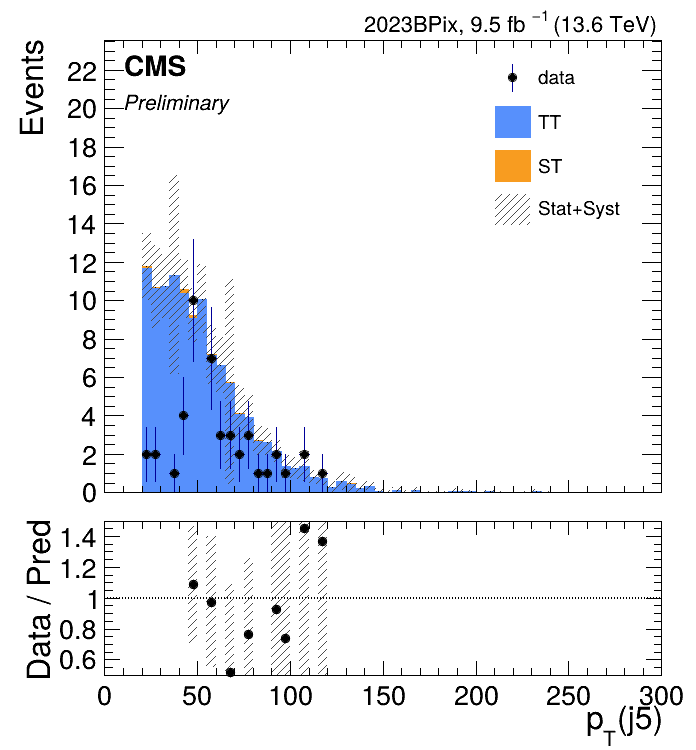 2023BPix, 9.5 fb⁻¹ (13.6 TeV)
Events
CMS
Preliminary
data
TT
ST
Stat+Syst
22
20
18
16
14
12
10
8
6
4
2
0
Data / Pred
1.4
1.2
1
0.8
0.6
0 50 100 150 200 250 300
p_T(j5)